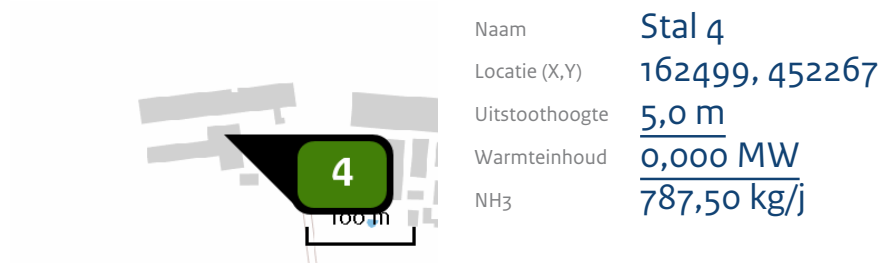 4
100 m
Naam Stal 4
Locatie (X,Y) 162499, 452267
Uitstoothoogte 5,0 m
Warmteinhoud 0,000 MW
NH3 787,50 kg/j